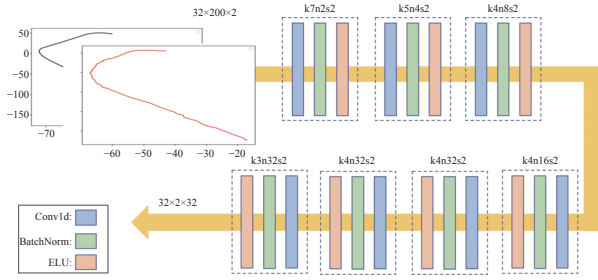 32×200×2
50
0
−50
−100
−150
−70
−60
−50
−40
−30
−20
k7n2s2
k5n4s2
k4n8s2
k3n32s2
k4n32s2
k4n32s2
k4n16s2
32×2×32
Conv1d:
BatchNorm:
ELU: